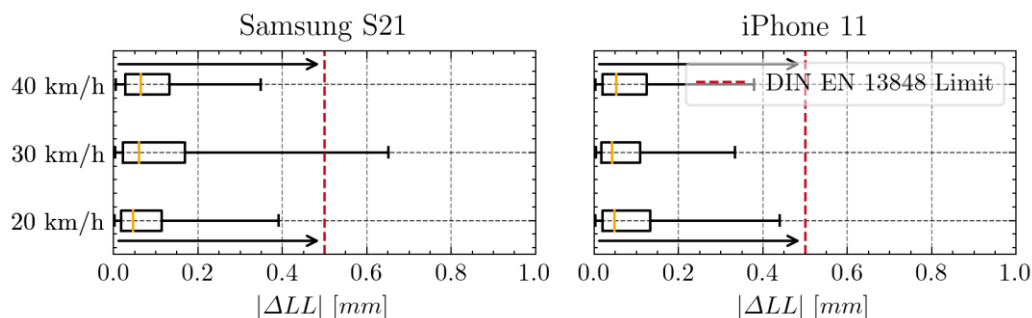 Samsung S21
iPhone 11
40 km/h
30 km/h
20 km/h
DIN EN 13848 Limit
0.0 0.2 0.4 0.6 0.8 1.0
0.0 0.2 0.4 0.6 0.8 1.0
|ΔLL| [mm]
|ΔLL| [mm]